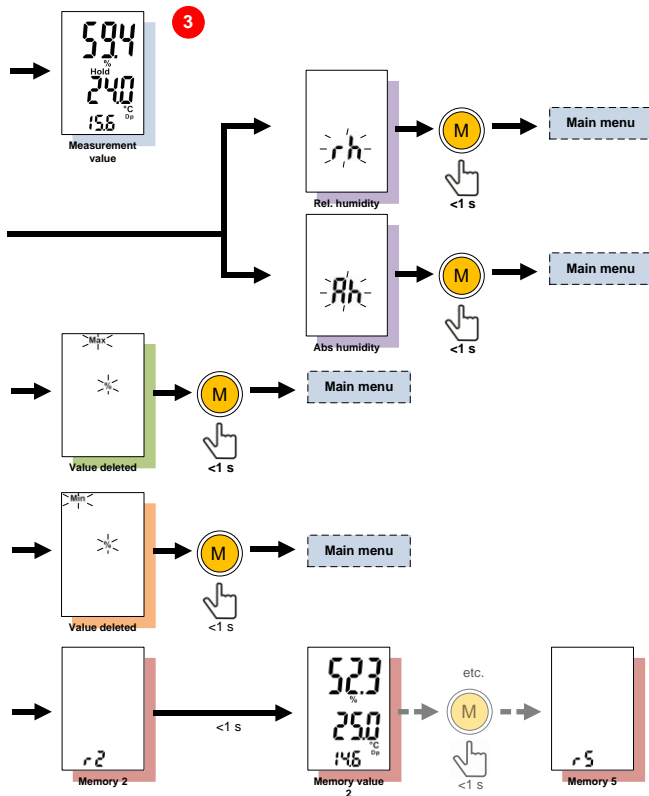 3
59.4
%
Hold
24.0
°C
Dp
15.6
Measurement
value
rh
Rel. humidity
M
<1 s
Main menu
Ah
Abs humidity
M
<1 s
Main menu
Max
%
Value deleted
M
<1 s
Main menu
Min
%
Value deleted
M
<1 s
Main menu
r2
Memory 2
<1 s
52.3
%
25.0
°C
Dp
14.6
Memory value
2
etc.
M
<1 s
r5
Memory 5